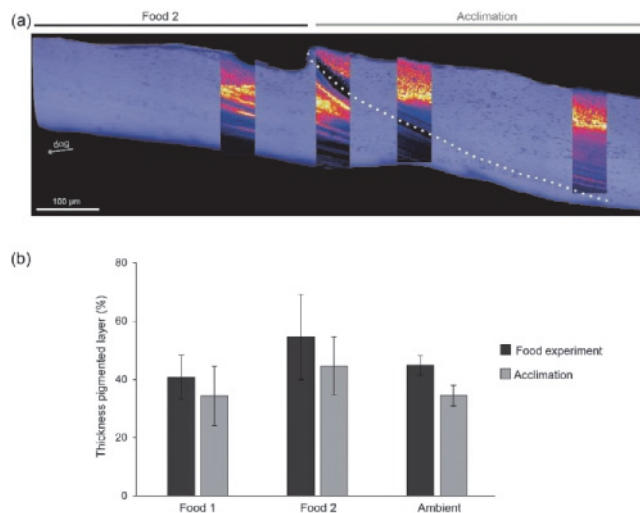 (a)
Food 2
Acclimation
dog
100 µm
(b)
80
60
40
20
0
Thickness pigmented layer (%)
Food 1
Food 2
Ambient
Food experiment
Acclimation